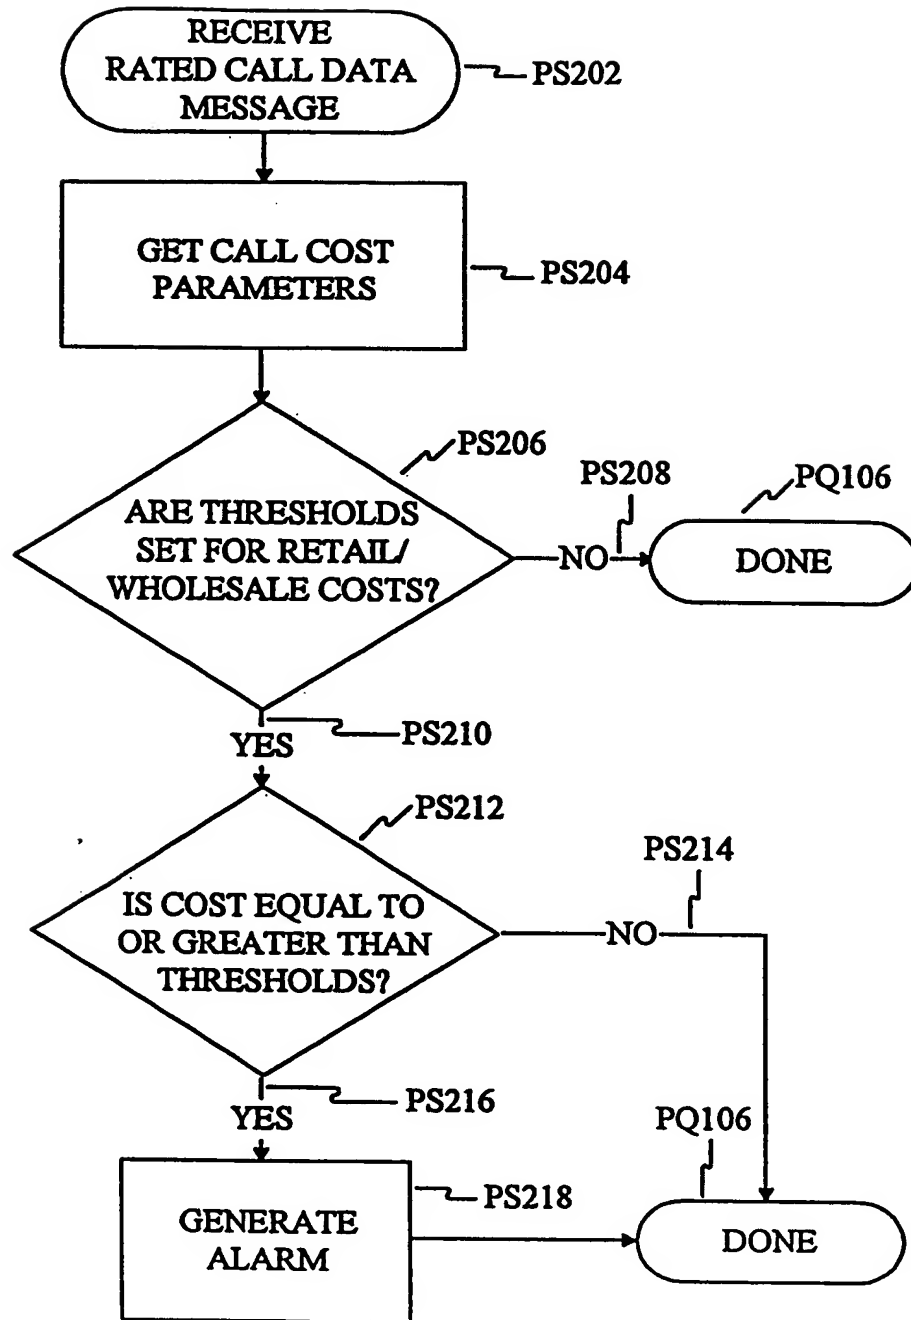 RECEIVE
RATED CALL DATA
MESSAGE
PS202
GET CALL COST
PARAMETERS
PS204
PS206
ARE THRESHOLDS
SET FOR RETAIL/
WHOLESALE COSTS?
PS208
NO
PQ106
DONE
PS210
YES
PS212
IS COST EQUAL TO
OR GREATER THAN
THRESHOLDS?
PS214
NO
PS216
YES
PQ106
GENERATE
ALARM
PS218
DONE